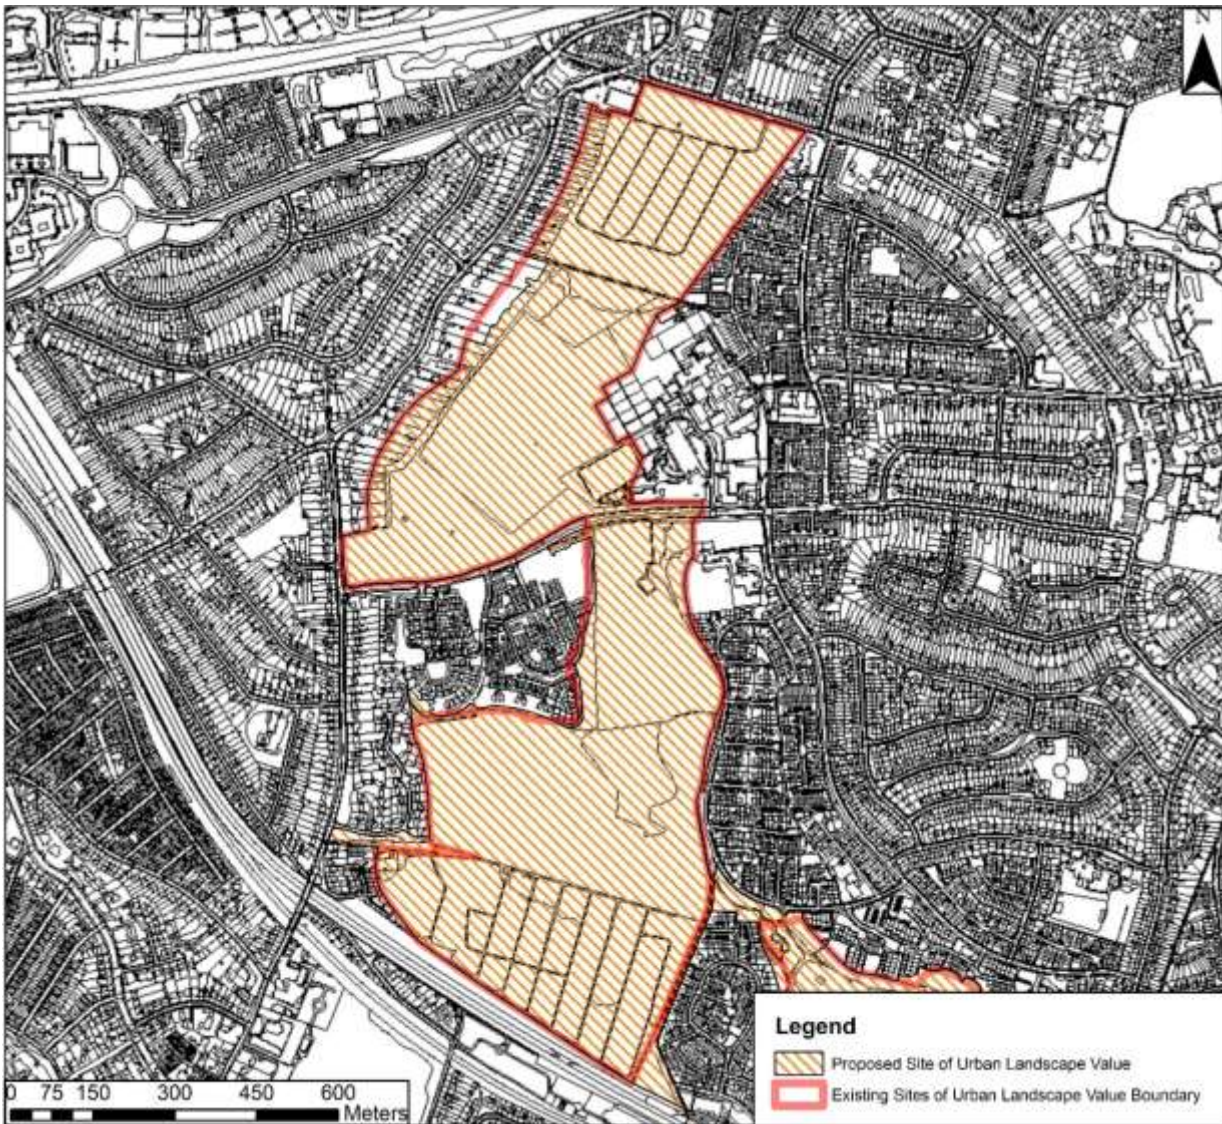 N
Legend
Proposed Site of Urban Landscape Value
Existing Sites of Urban Landscape Value Boundary
0 75 150 300 450 600
Meters